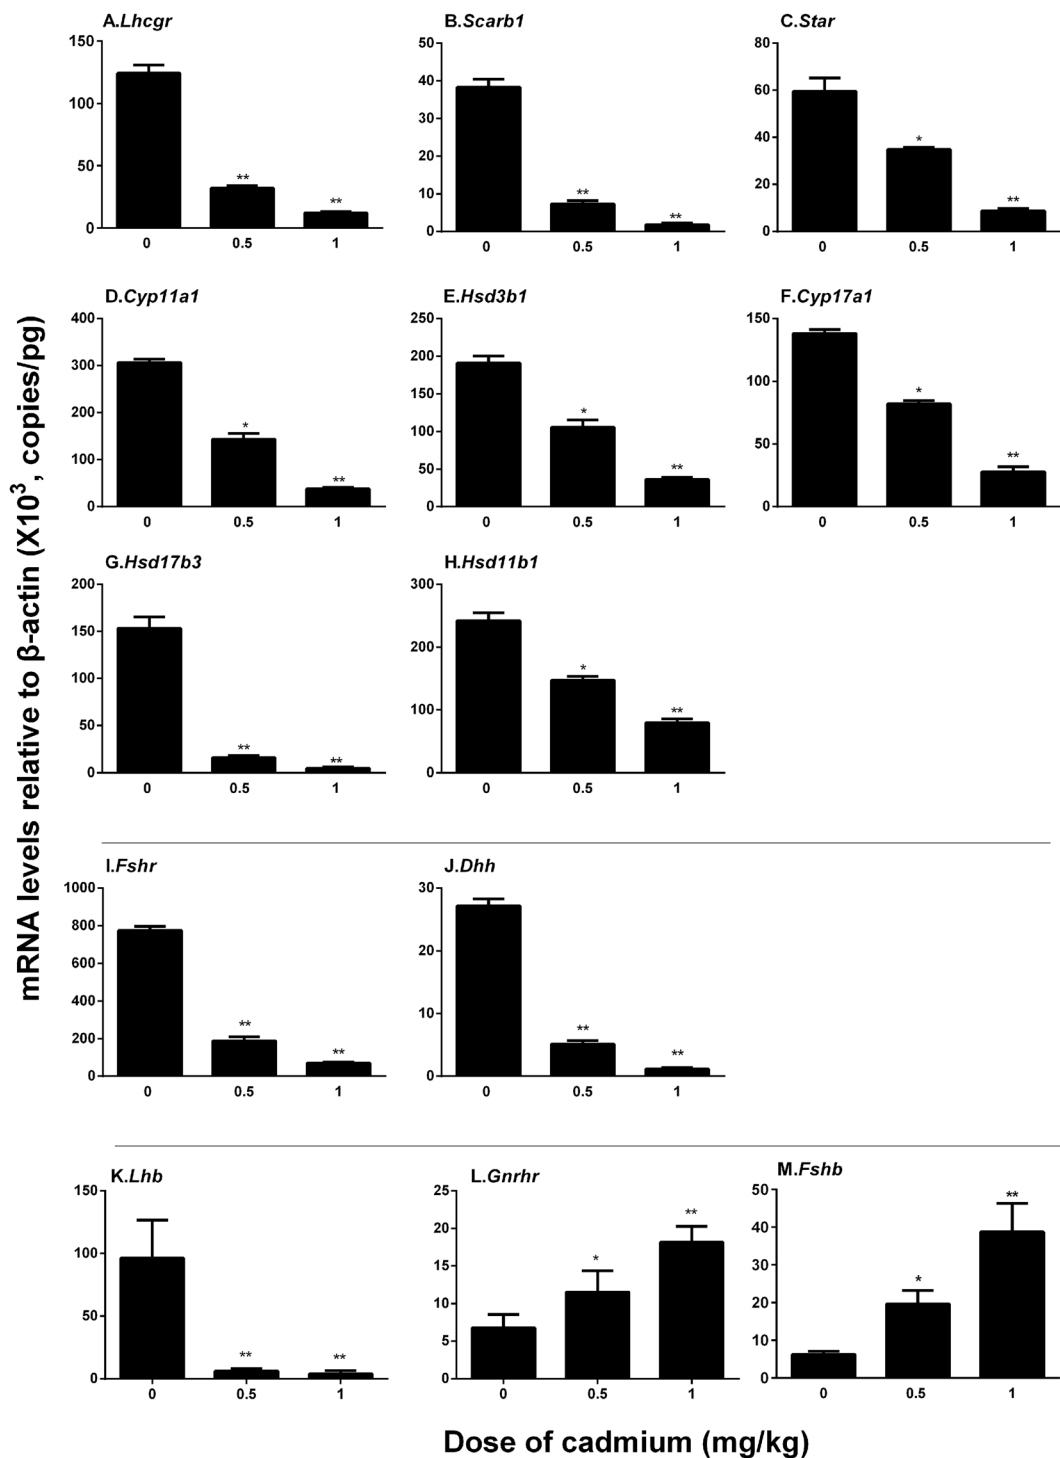 A.Lhcgr
150
100
50
0
0 0.5 1
** **
B.Scarb1
50
40
30
20
10
0
0 0.5 1
** **
C.Star
80
60
40
20
0
0 0.5 1
* **
D.Cyp11a1
400
300
200
100
0
0 0.5 1
* **
E.Hsd3b1
250
200
150
100
50
0
0 0.5 1
* **
F.Cyp17a1
150
100
50
0
0 0.5 1
* **
G.Hsd17b3
200
150
100
50
0
0 0.5 1
** **
H.Hsd11b1
300
200
100
0
0 0.5 1
* **
I.Fshr
1000
800
600
400
200
0
0 0.5 1
** **
J.Dhh
30
20
10
0
0 0.5 1
** **
K.Lhb
150
100
50
0
0 0.5 1
** **
L.Gnrhr
25
20
15
10
5
0
0 0.5 1
* **
M.Fshb
50
40
30
20
10
0
0 0.5 1
* **
mRNA levels relative to β-actin (X10³, copies/pg)
Dose of cadmium (mg/kg)